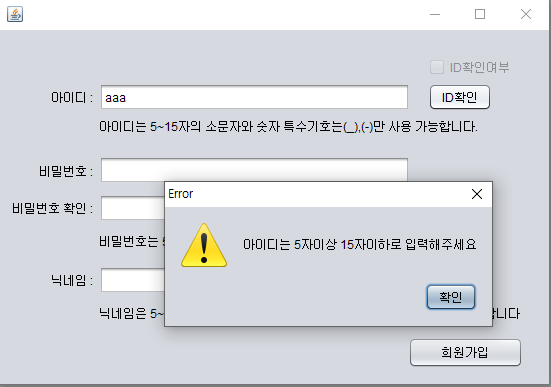 ID확인여부
아이디 : aaa ID확인
아이디는 5~15자의 소문자와 숫자 특수기호는(_),(-)만 사용 가능합니다.
비밀번호 :
Error
비밀번호 확인 :
비밀번호는
아이디는 5자이상 15자이하로 입력해주세요
닉네임 :
확인
닉네임은 5~
합니다
회원가입